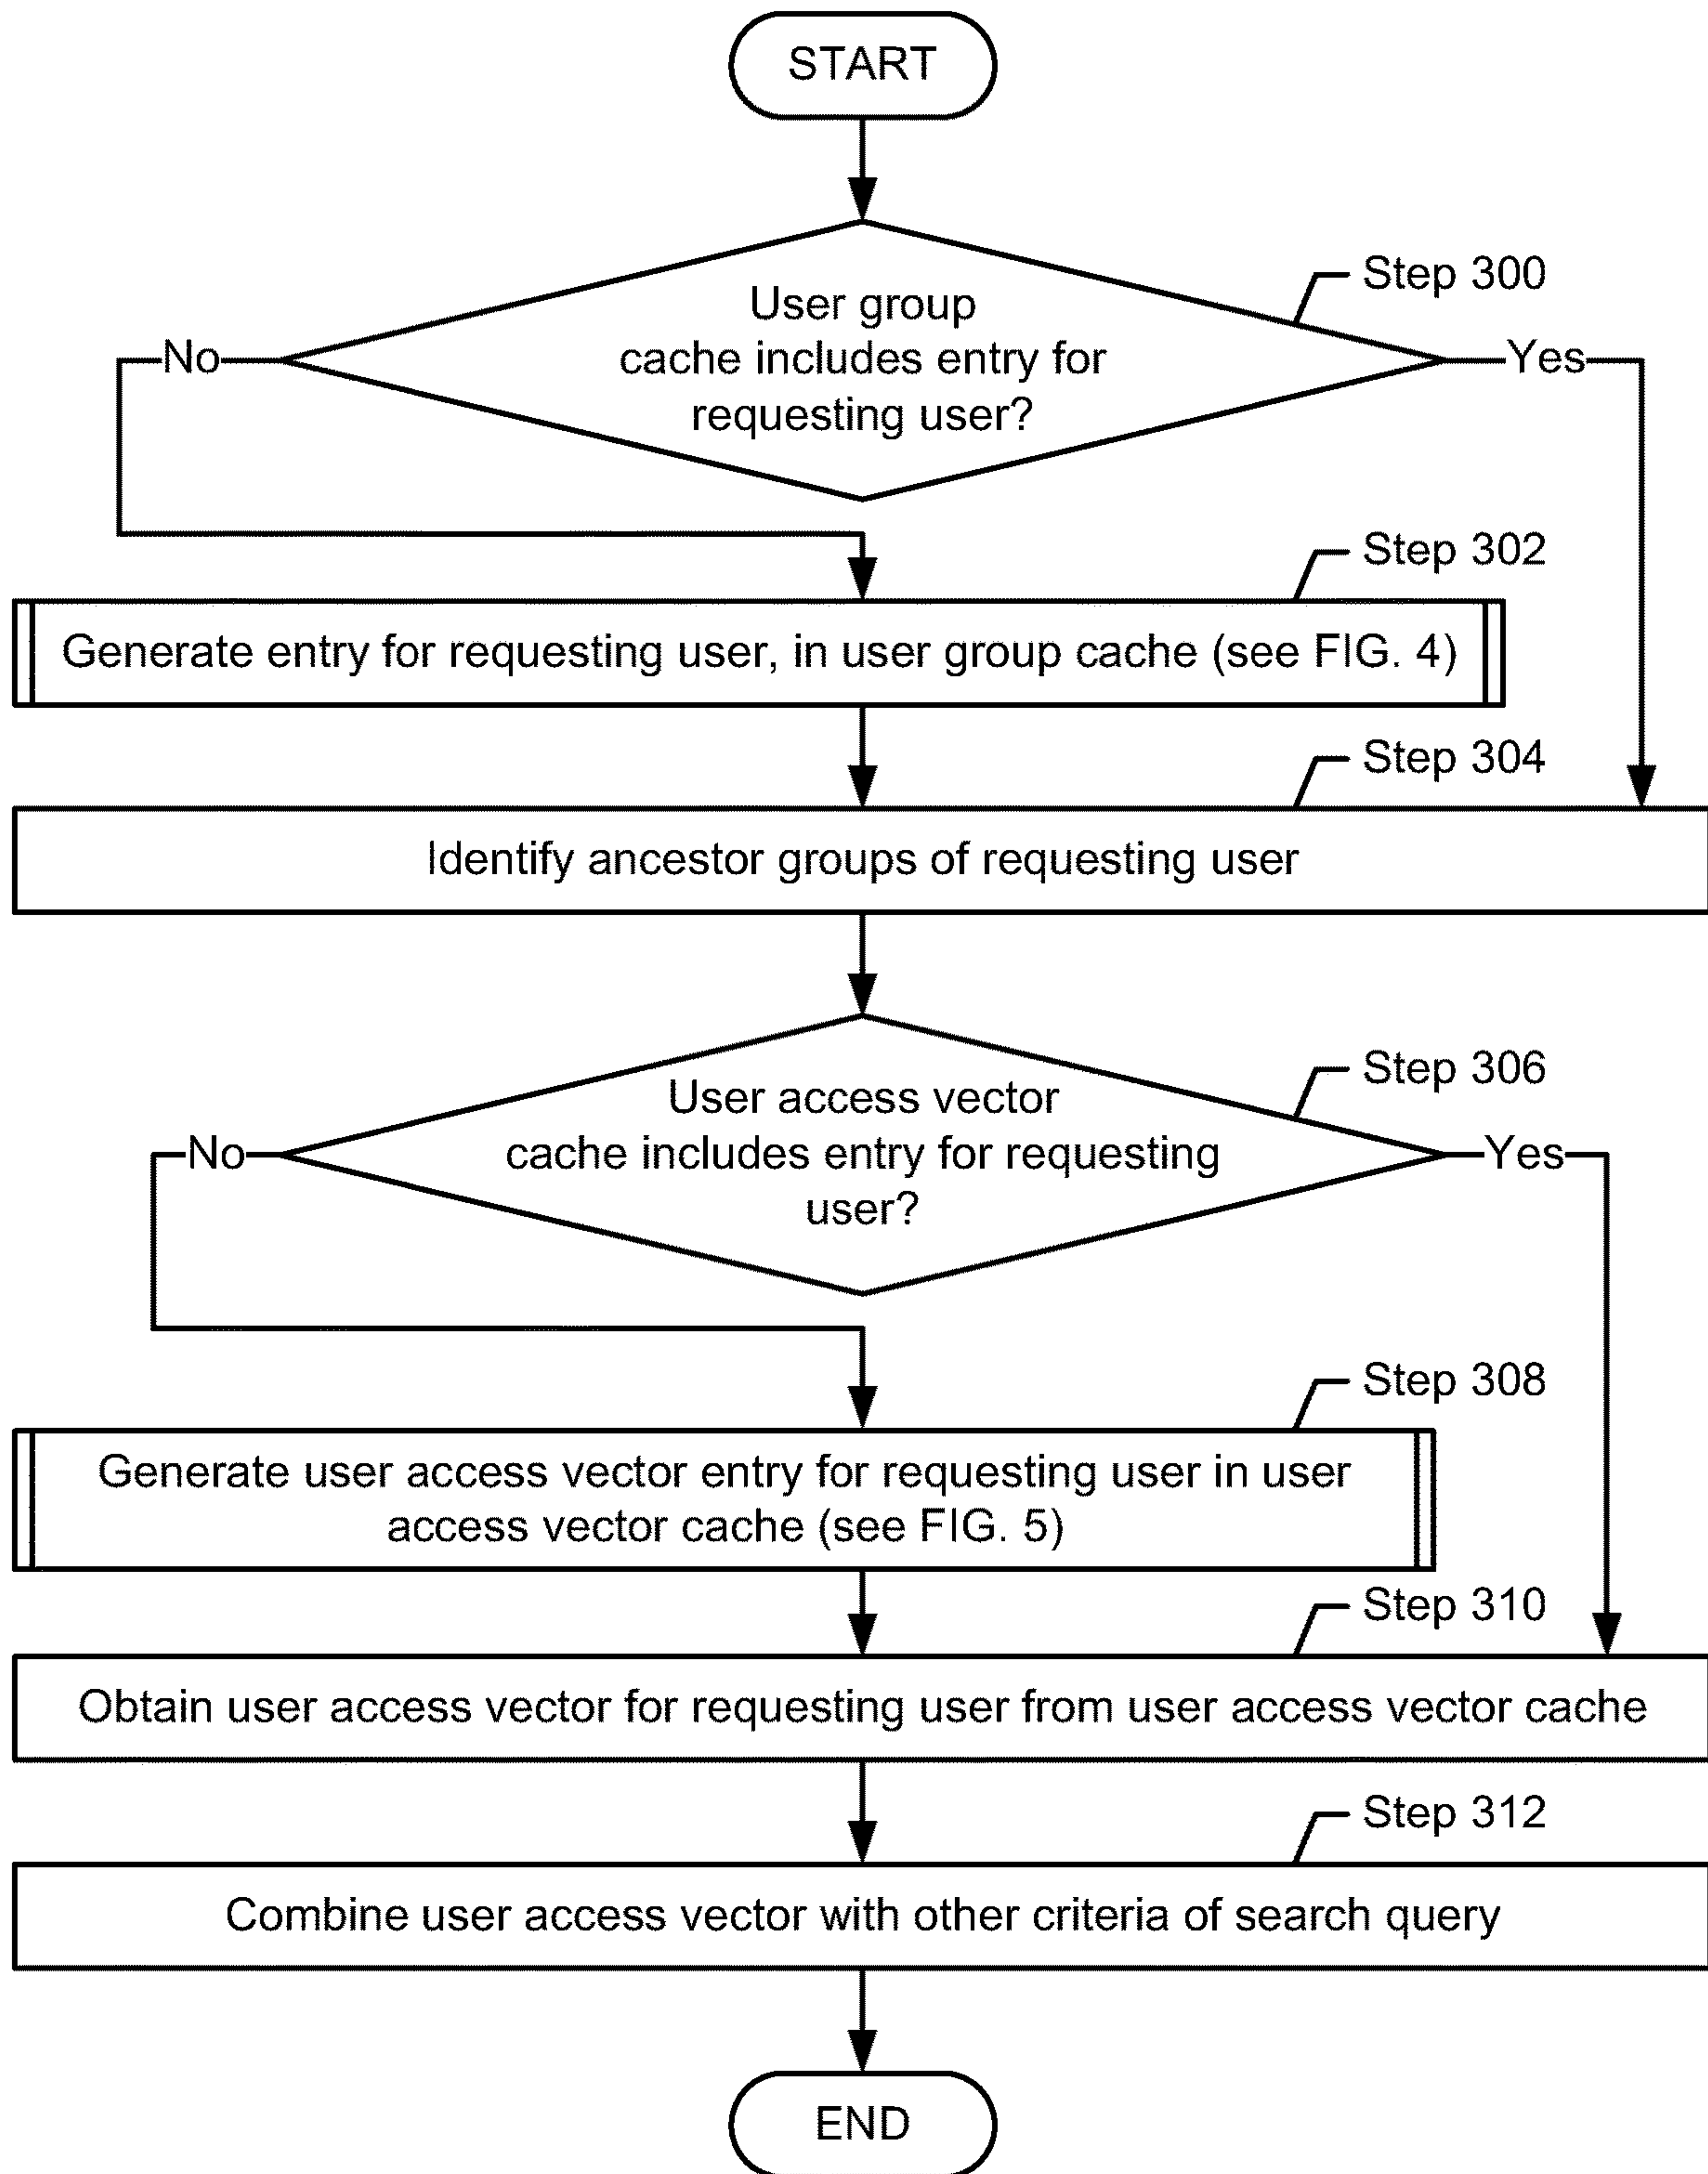 START
Step 300
User group
cache includes entry for
requesting user?
No
Yes
Step 302
Generate entry for requesting user, in user group cache (see FIG. 4)
Step 304
Identify ancestor groups of requesting user
Step 306
User access vector
cache includes entry for requesting
user?
No
Yes
Step 308
Generate user access vector entry for requesting user in user
access vector cache (see FIG. 5)
Step 310
Obtain user access vector for requesting user from user access vector cache
Step 312
Combine user access vector with other criteria of search query
END